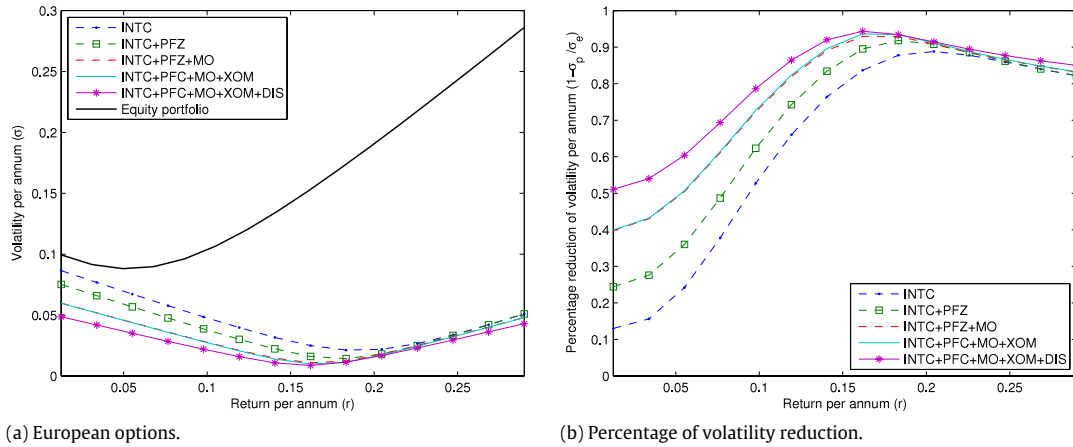 INTC
INTC+PFZ
INTC+PFZ+MO
INTC+PFC+MO+XOM
INTC+PFC+MO+XOM+DIS
Equity portfolio
0.3
0.25
0.2
0.15
0.1
0.05
0
Volatility per annum (σ)
0.05
0.1
0.15
0.2
0.25
Return per annum (r)
(a) European options.
1
0.9
0.8
0.7
0.6
0.5
0.4
0.3
0.2
0.1
0
Percentage reduction of volatility per annum (1−σp/σe)
INTC
INTC+PFZ
INTC+PFZ+MO
INTC+PFC+MO+XOM
INTC+PFC+MO+XOM+DIS
0.05
0.1
0.15
0.2
0.25
Return per annum (r)
(b) Percentage of volatility reduction.